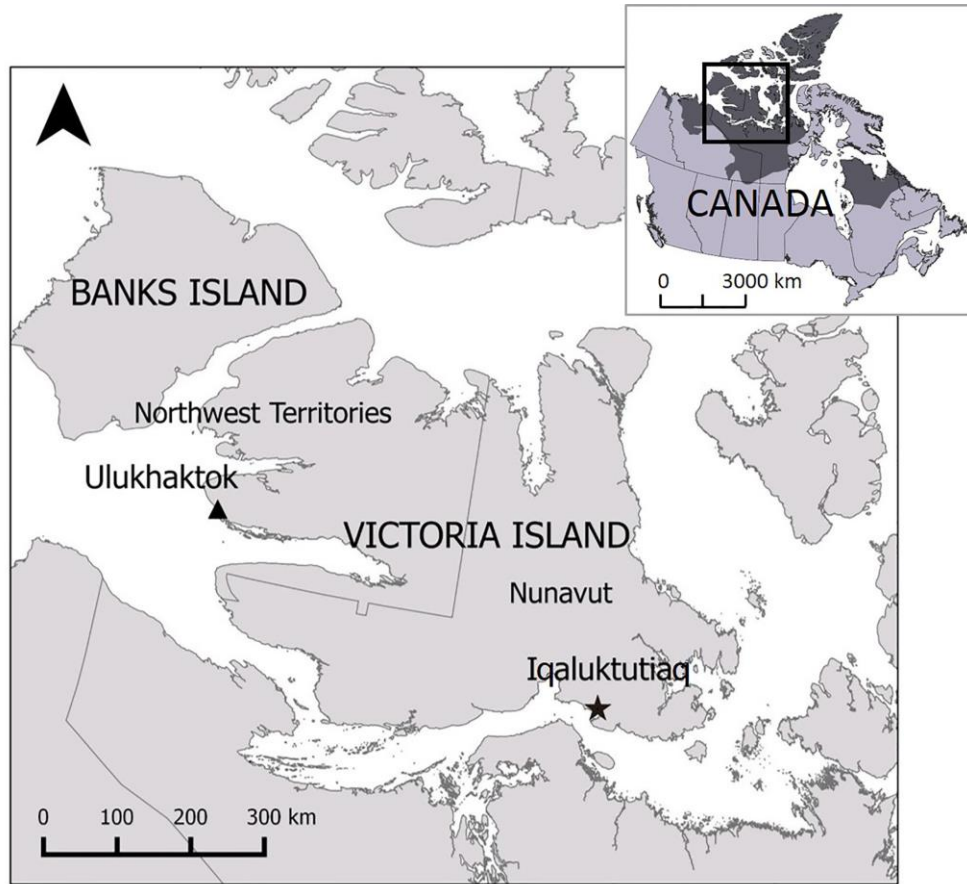 CANADA
0 3000 km
BANKS ISLAND
Northwest Territories
Ulukhaktok
VICTORIA ISLAND
Nunavut
Iqaluktutiaq
0 100 200 300 km